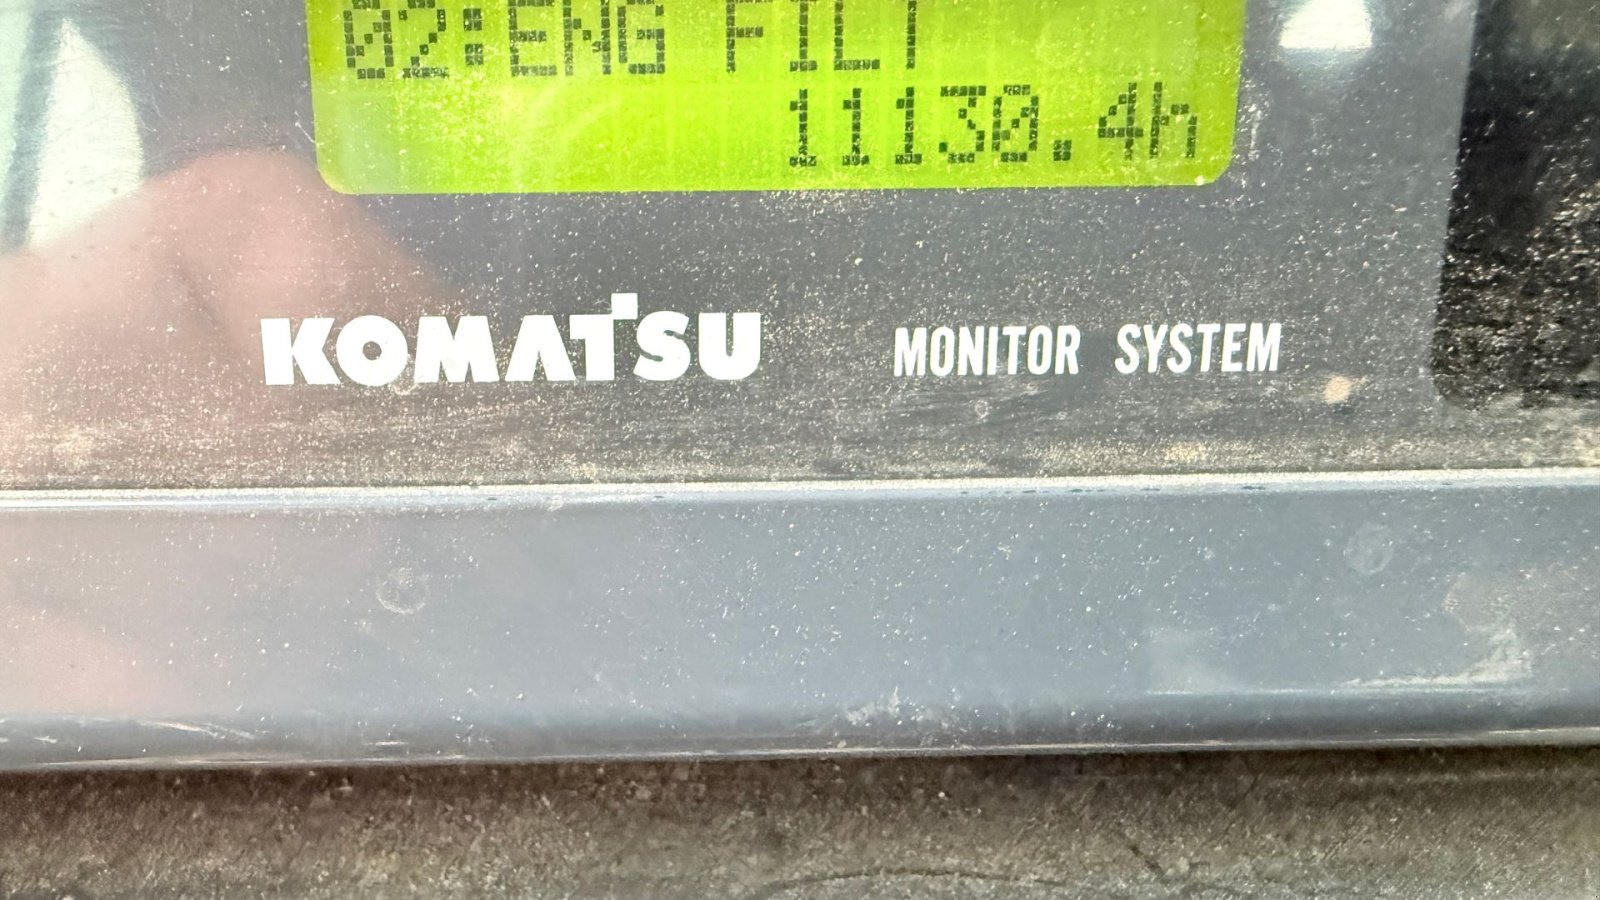 02:ENG FILT
11130.4h
KOMATSU MONITOR SYSTEM